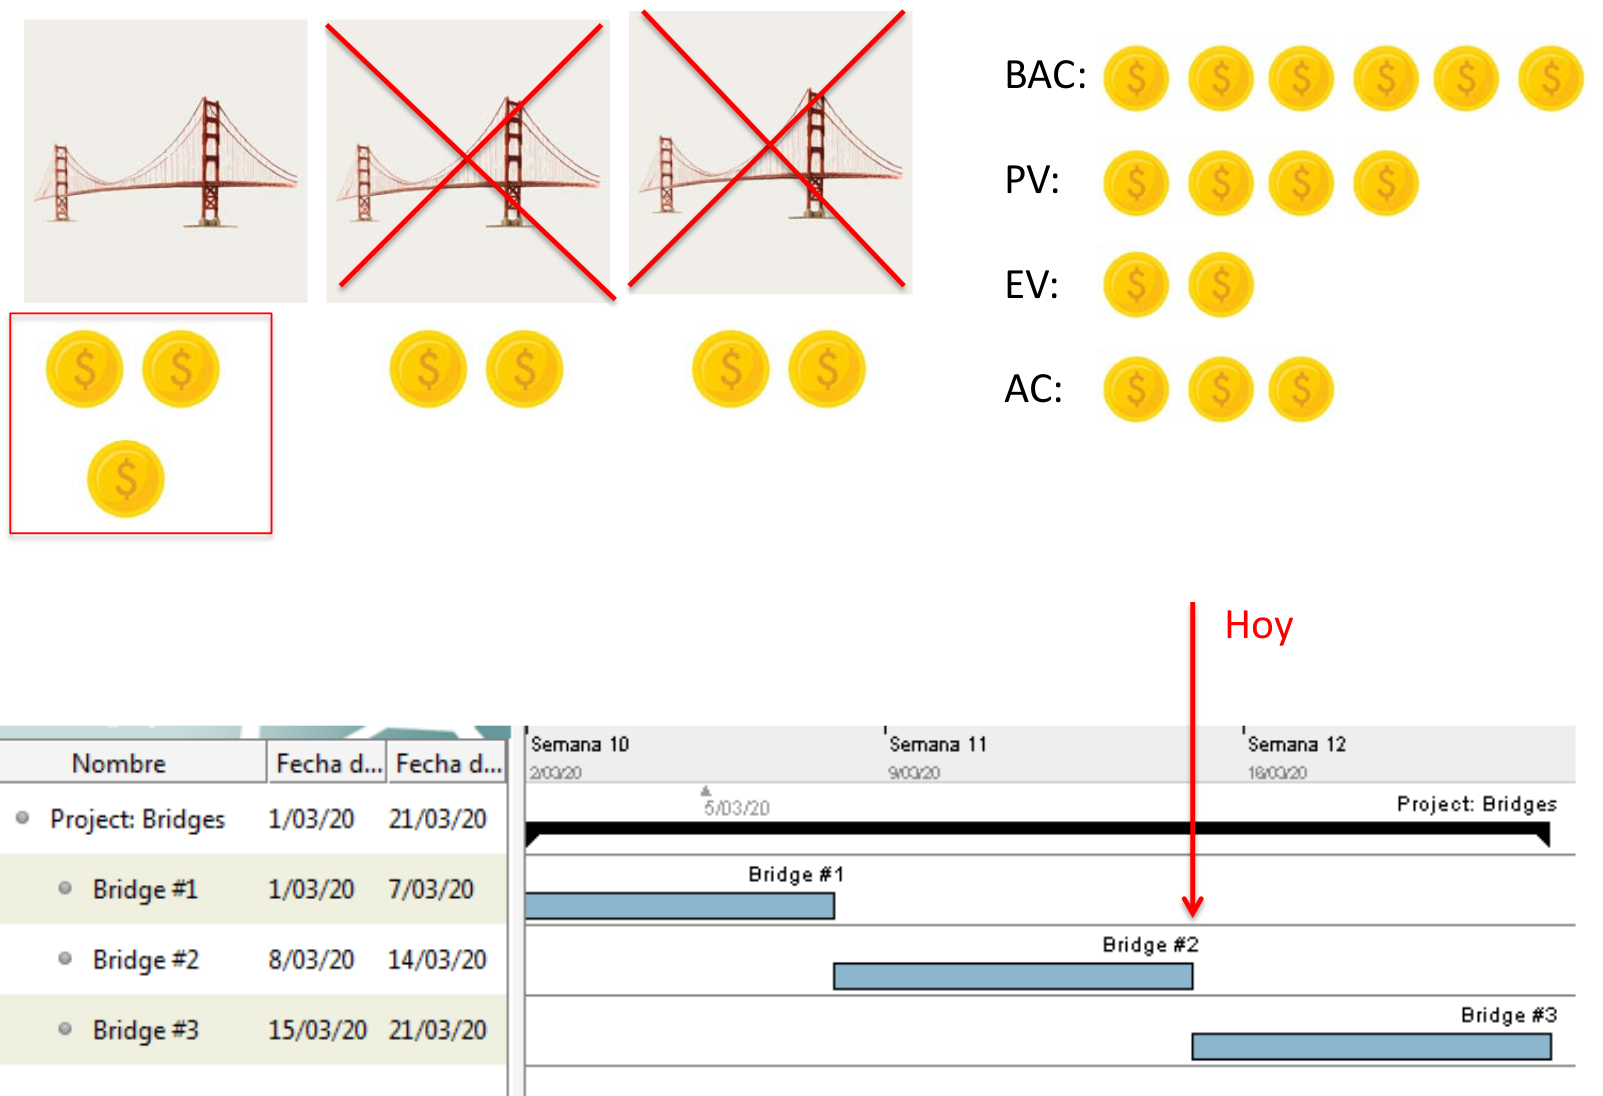 BAC: $ $ $ $ $ $
PV: $ $ $ $
EV: $ $
AC: $ $ $
$ $ $ $ $ $
$
Hoy
Nombre Fecha d... Fecha d...
Semana 10 Semana 11 Semana 12
2/03/20 9/03/20 16/03/20
5/03/20
Project: Bridges
Project: Bridges 1/03/20 21/03/20
Bridge #1
Bridge #1 1/03/20 7/03/20
Bridge #2
Bridge #2 8/03/20 14/03/20
Bridge #3
Bridge #3 15/03/20 21/03/20